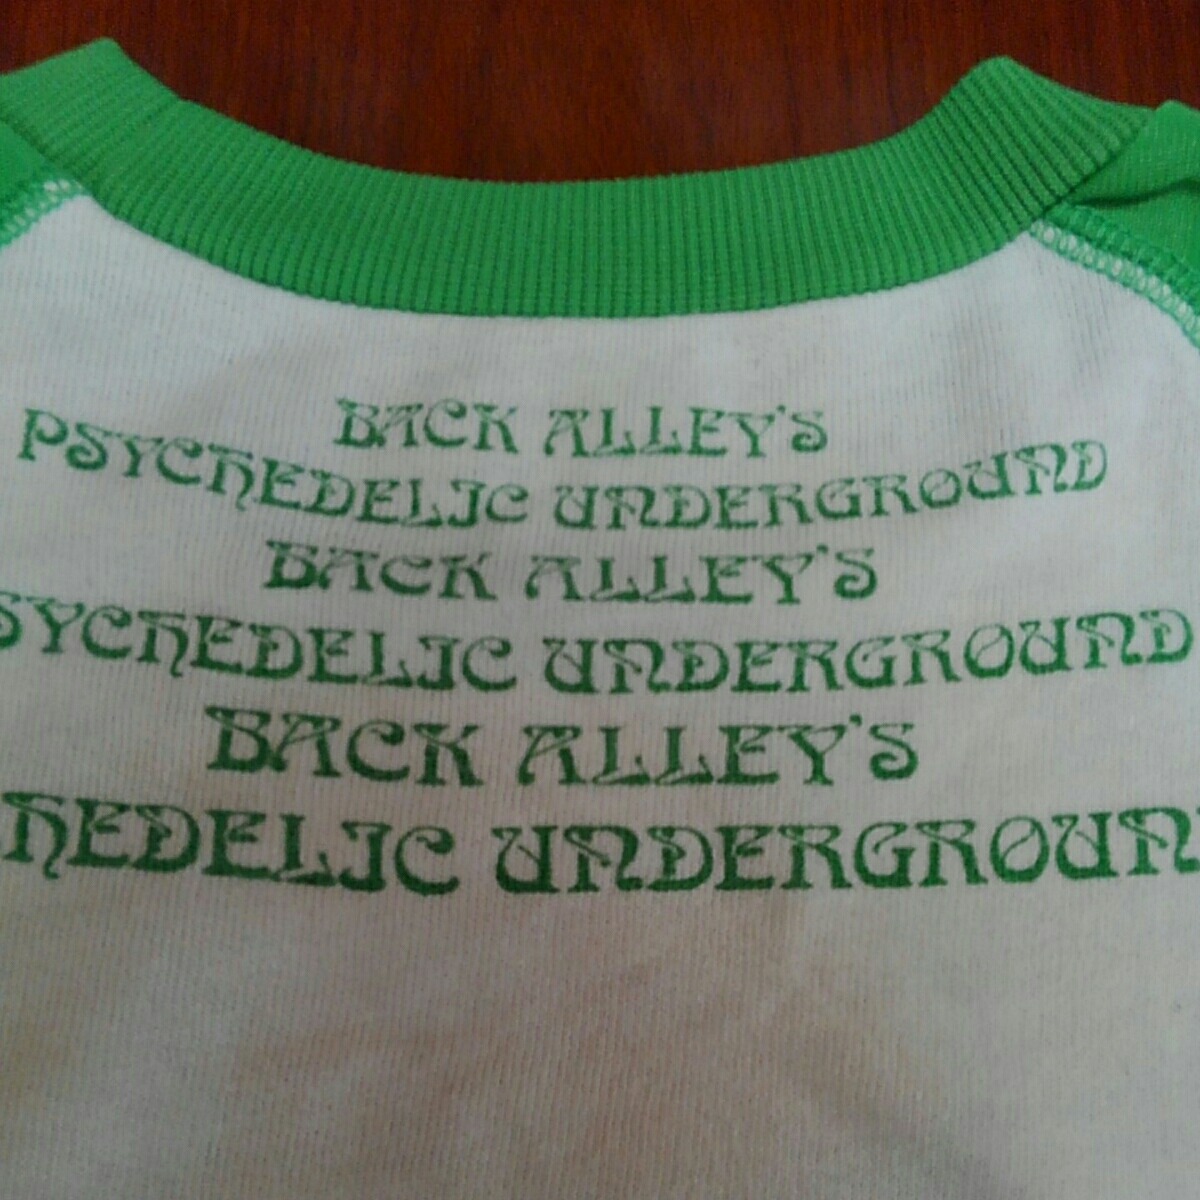 BACK ALLEY'S
PSYCHEDELIC UNDERGROUND
BACK ALLEY'S
SYCHEDELIC UNDERGROUND
BACK ALLEY'S
HEDELIC UNDERGROUN